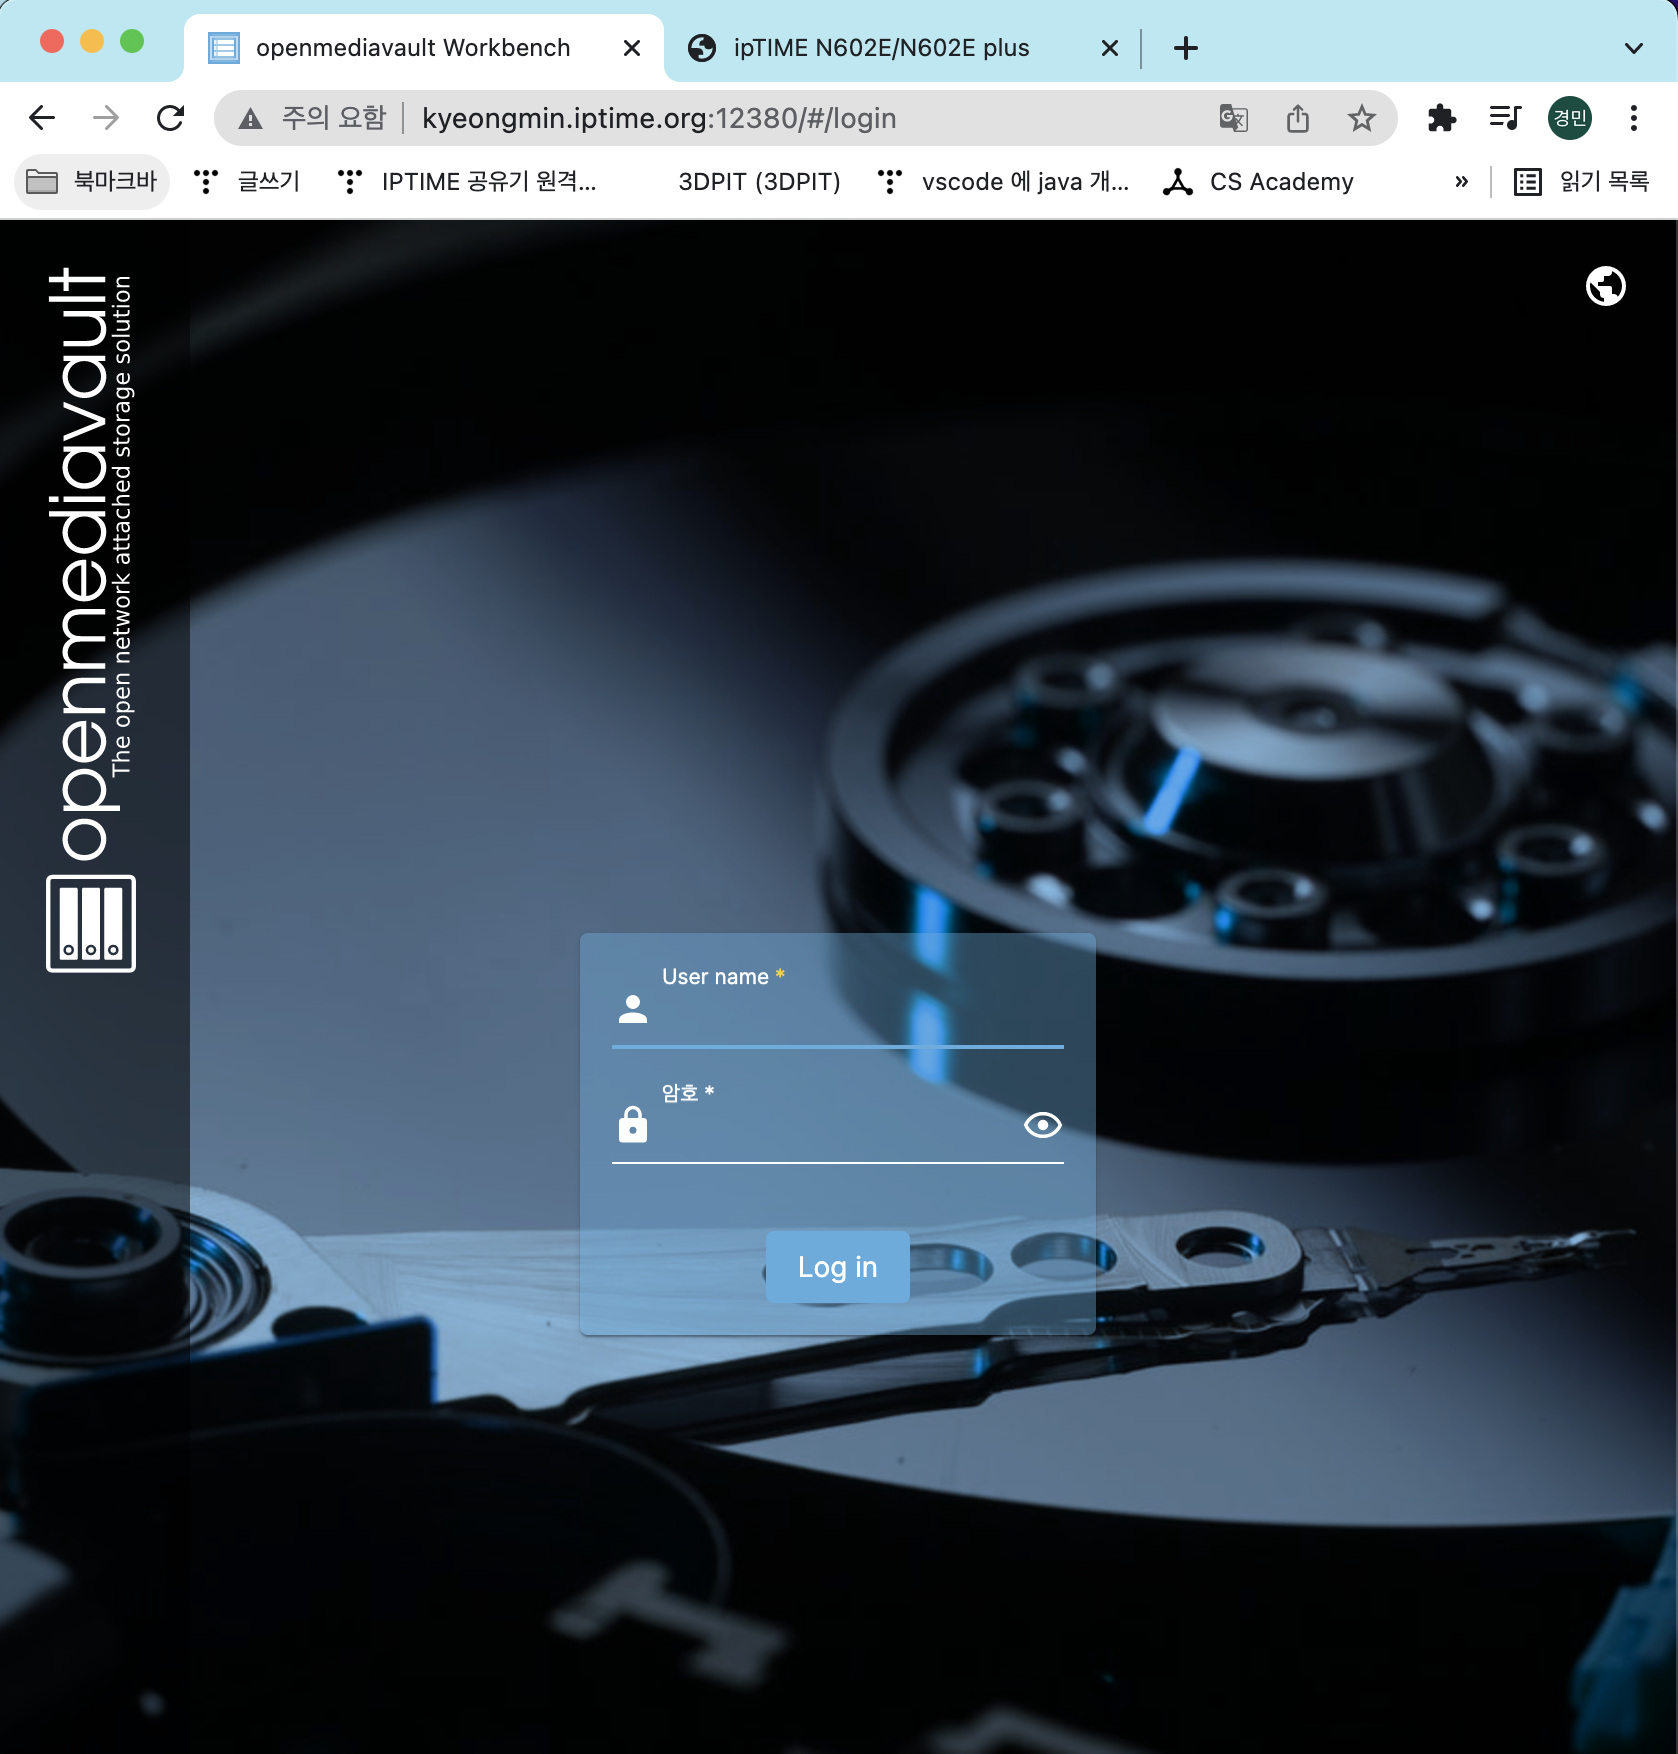 openmediavault Workbench
ipTIME N602E/N602E plus
주의 요함
kyeongmin.iptime.org:12380/#/login
경민
북마크바
글쓰기
IPTIME 공유기 원격...
3DPIT (3DPIT)
vscode 에 java 개...
CS Academy
»
읽기 목록
openmediavault
The open network attached storage solution
User name *
암호 *
Log in